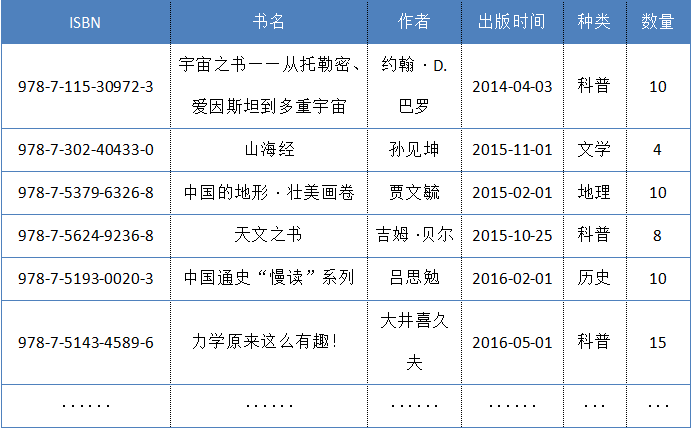 ISBN 书名 作者 出版时间 种类 数量
宇宙之书——从托勒密、 约翰·D.
978-7-115-30972-3 2014-04-03 科普 10
爱因斯坦到多重宇宙 巴罗
978-7-302-40433-0 山海经 孙见坤 2015-11-01 文学 4
978-7-5379-6326-8 中国的地形·壮美画卷 贾文毓 2015-02-01 地理 10
978-7-5624-9236-8 天文之书 吉姆·贝尔 2015-10-25 科普 8
978-7-5193-0020-3 中国通史“慢读”系列 吕思勉 2016-02-01 历史 10
大井喜久
978-7-5143-4589-6 力学原来这么有趣！ 2016-05-01 科普 15
夫
······ ······ ······ ······ ··· ···